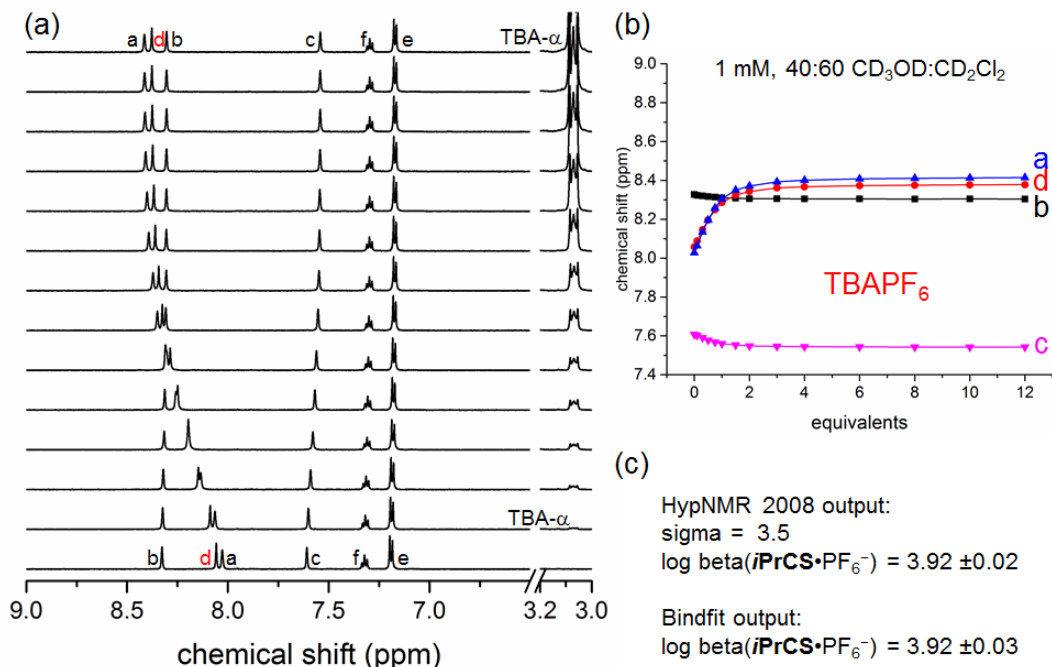 (a)
a d b c f e TBA-α
TBA-α
b d a c f e
9.0 8.5 8.0 7.5 7.0 3.2 3.0
chemical shift (ppm)
(b)
1 mM, 40:60 CD₃OD:CD₂Cl₂
9.0
8.8
8.6
8.4
8.2
8.0
7.8
7.6
7.4
chemical shift (ppm)
a
d
b
TBAPF₆
c
0 2 4 6 8 10 12
equivalents
(c)
HypNMR 2008 output:
sigma = 3.5
log beta(iPrCS•PF₆⁻) = 3.92 ±0.02
Bindfit output:
log beta(iPrCS•PF₆⁻) = 3.92 ±0.03